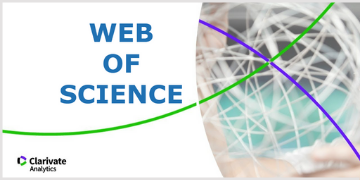 WEB
OF
SCIENCE
Clarivate
Analytics